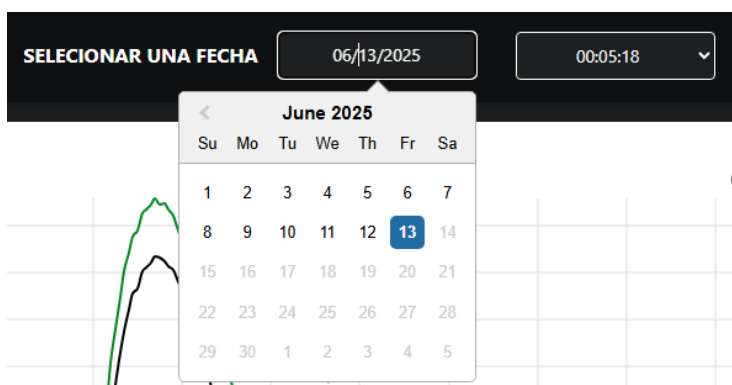 SELECIONAR UNA FECHA 06/13/2025 00:05:18
June 2025
Su Mo Tu We Th Fr Sa
1 2 3 4 5 6 7
8 9 10 11 12 13 14
15 16 17 18 19 20 21
22 23 24 25 26 27 28
29 30 1 2 3 4 5